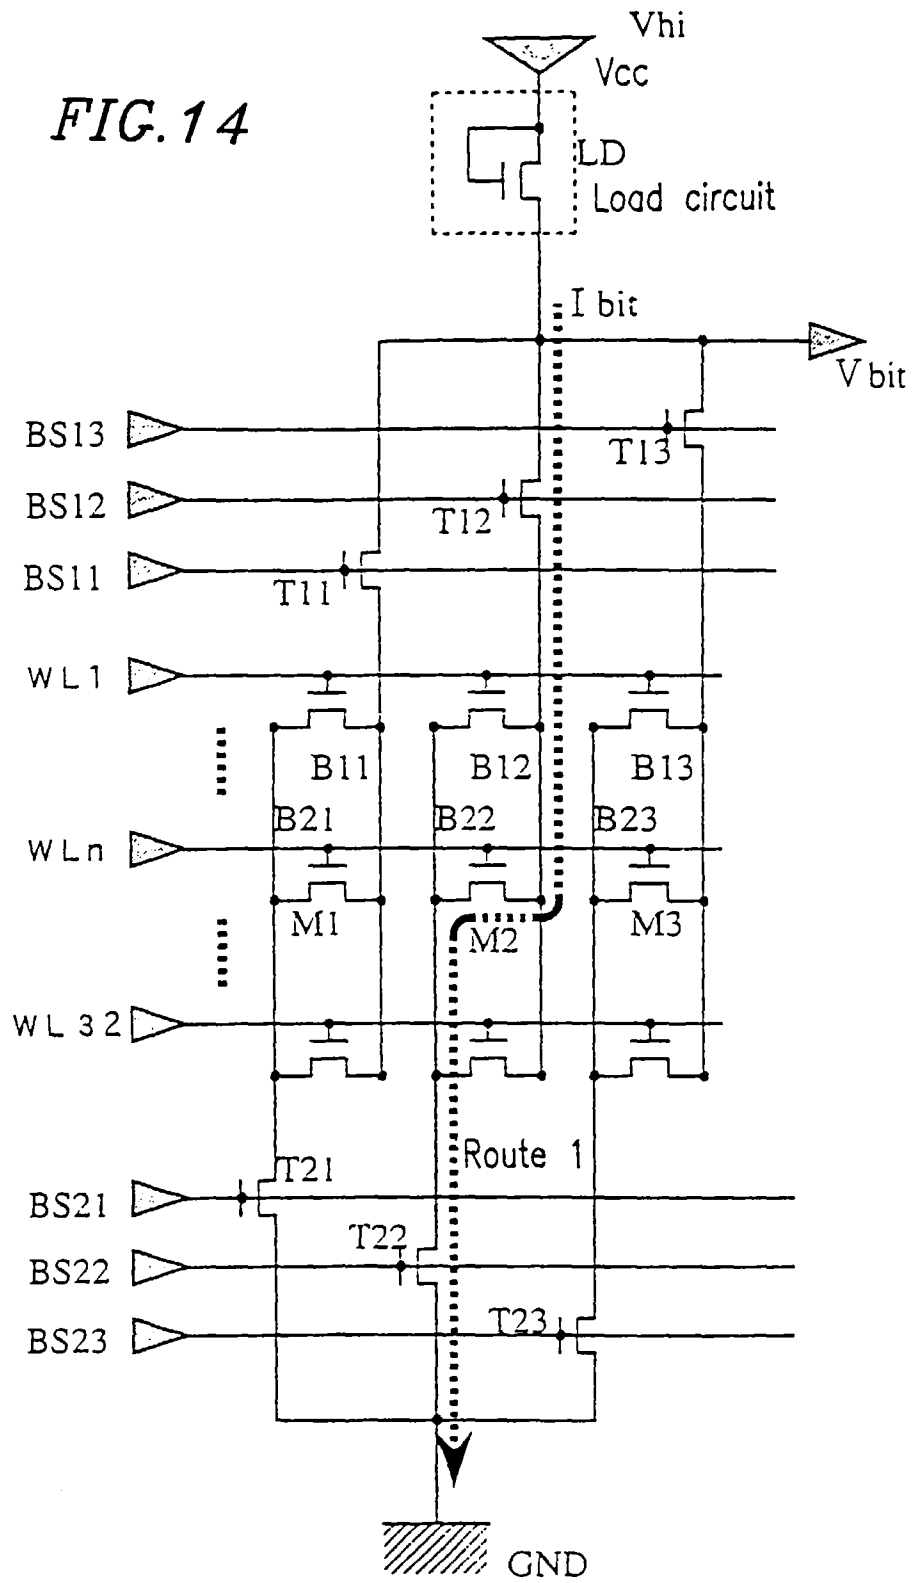 Vhi
Vcc
FIG.14
LD
Load circuit
I bit
V bit
BS13
T13
BS12
T12
BS11
T11
WL1
B11 B12 B13
B21 B22 B23
WLn
M1 M2 M3
WL32
Route 1
T21
BS21
T22
BS22
T23
BS23
GND